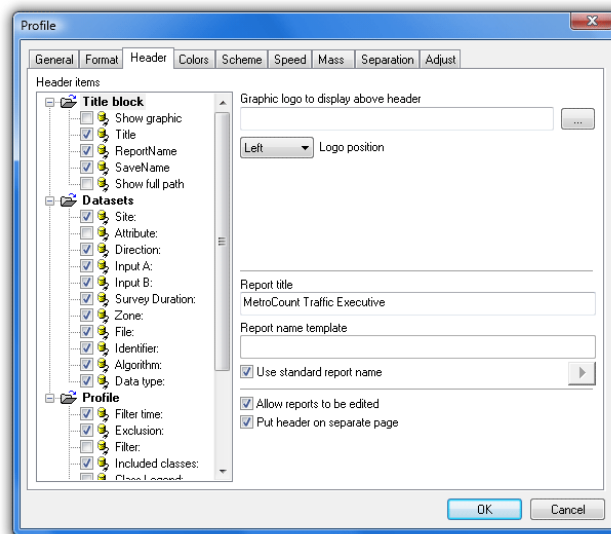 Profile
General Format Header Colors Scheme Speed Mass Separation Adjust
Header items
Title block
Show graphic
Title
ReportName
SaveName
Show full path
Datasets
Site:
Attribute:
Direction:
Input A:
Input B:
Survey Duration:
Zone:
File:
Identifier:
Algorithm:
Data type:
Profile
Filter time:
Exclusion:
Filter:
Included classes:
Class Legend:
Graphic logo to display above header
...
Left Logo position
Report title
MetroCount Traffic Executive
Report name template
Use standard report name
Allow reports to be edited
Put header on separate page
OK Cancel